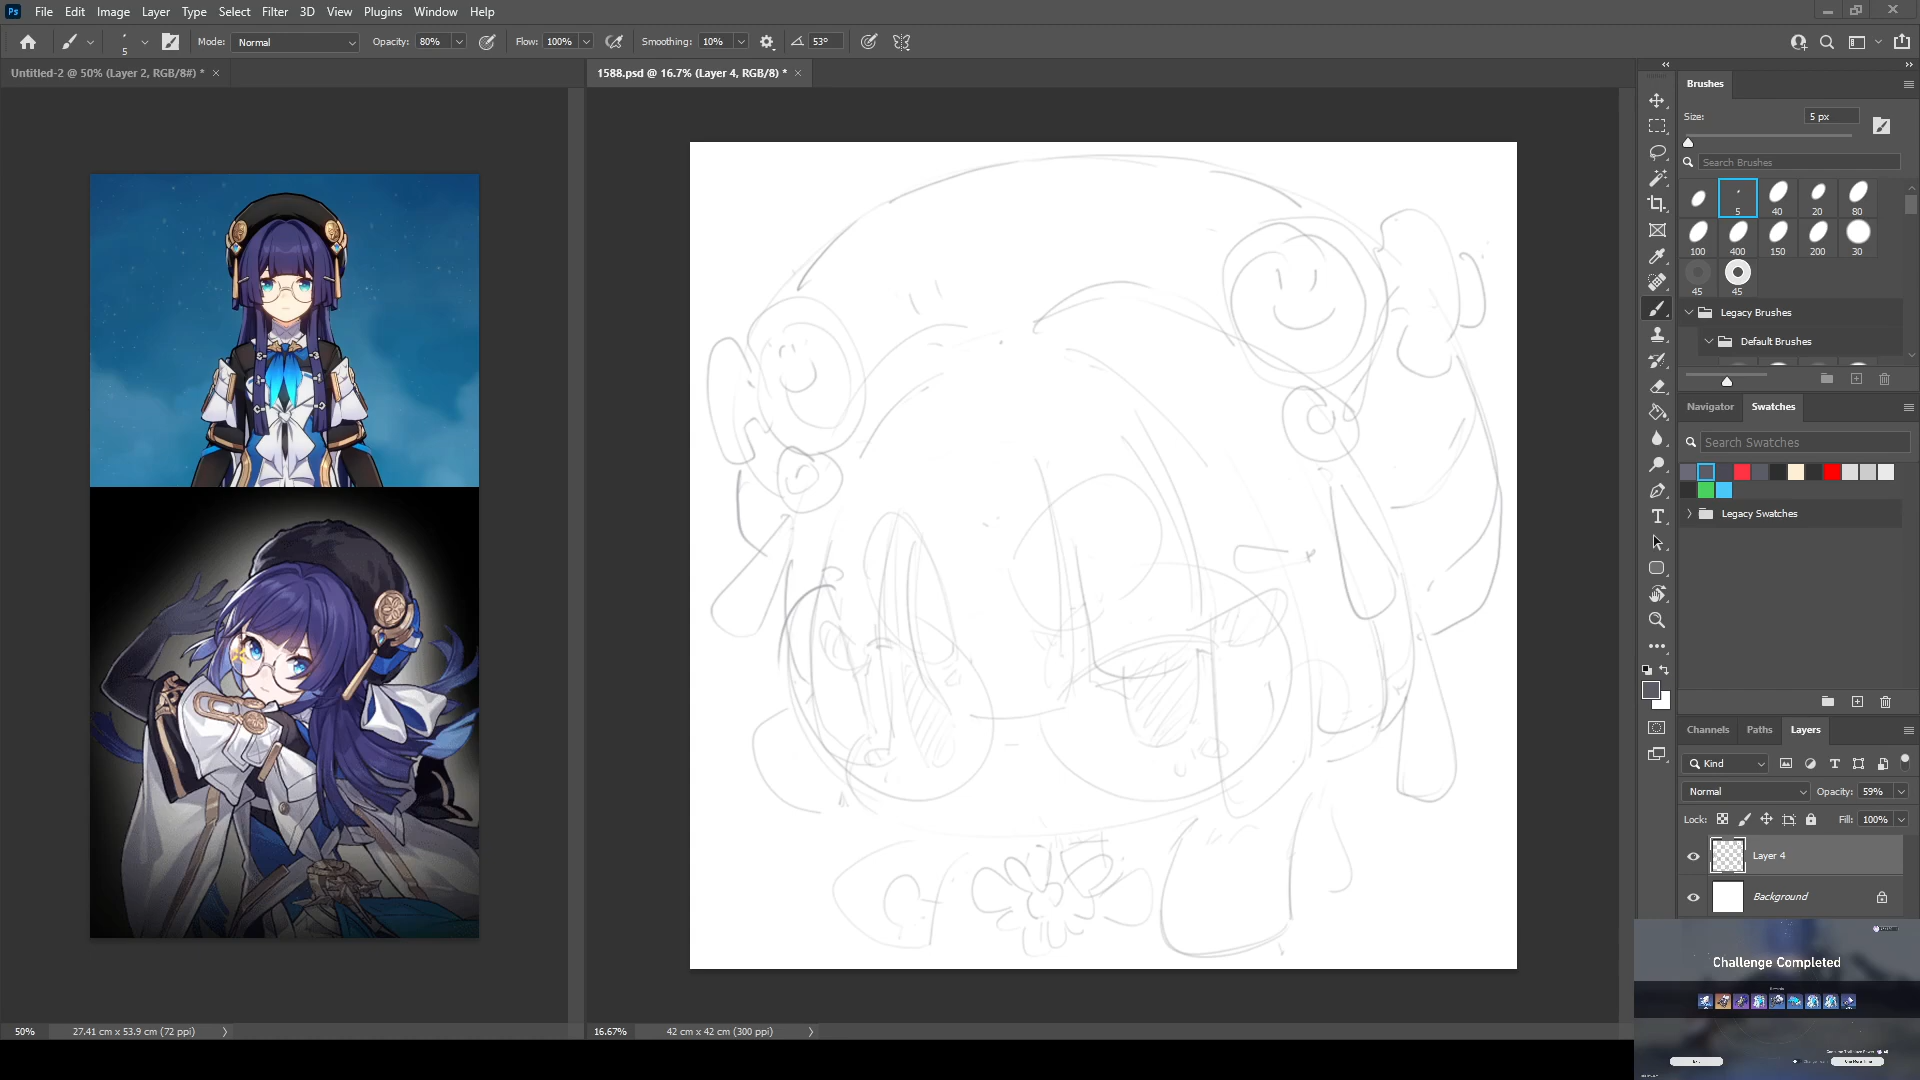 Ps File Edit Image Layer Type Select Filter 3D View Plugins Window Help
5 Mode: Normal Opacity: 80% Flow: 100% Smoothing: 10% 53°
Untitled-2 @ 50% (Layer 2, RGB/8#) * ×
1588.psd @ 16.7% (Layer 4, RGB/8) * ×
Brushes
Size: 5 px
Search Brushes
5 40 20 80
100 400 150 200 30
45 45
Legacy Brushes
Default Brushes
Navigator Swatches
Search Swatches
Legacy Swatches
Channels Paths Layers
Kind
Normal Opacity: 59%
Lock: Fill: 100%
Layer 4
Background
Challenge Completed
50% 27.41 cm x 53.9 cm (72 ppi)
16.67% 42 cm x 42 cm (300 ppi)